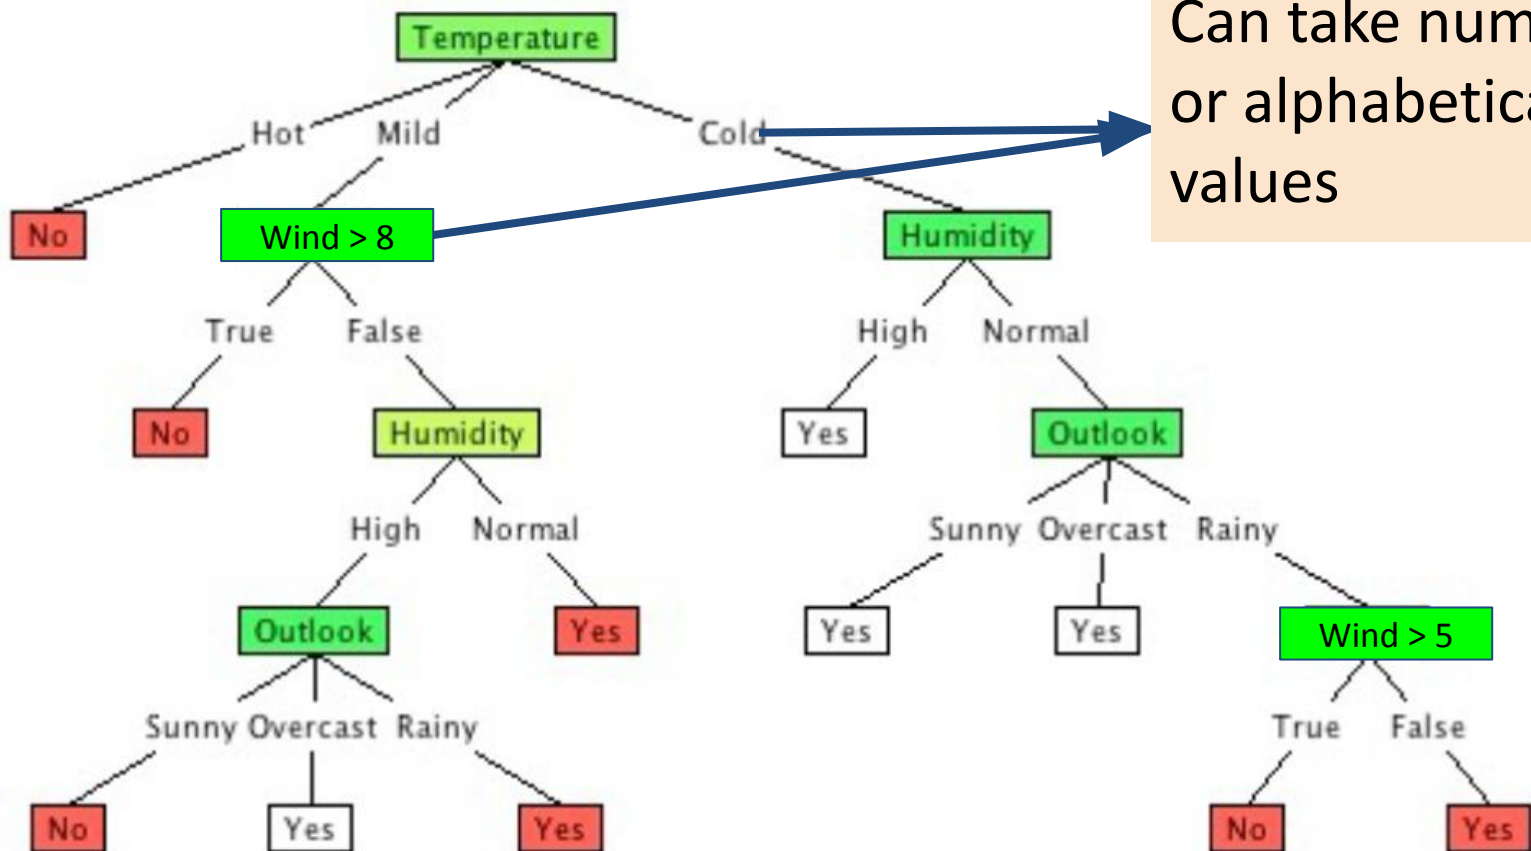 Temperature
Can take num
or alphabetica
values
Hot Mild Cold
No Wind > 8 Humidity
True False High Normal
No Humidity Yes Outlook
High Normal Sunny Overcast Rainy
Outlook Yes Yes Yes Wind > 5
Sunny Overcast Rainy True False
No Yes Yes No Yes